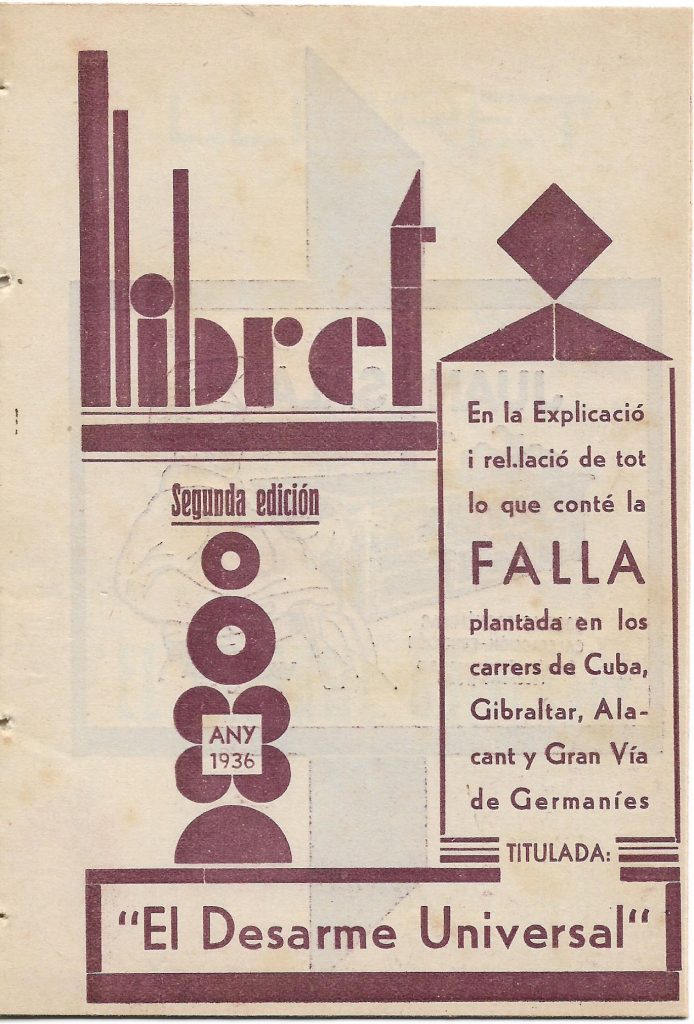 llibret
Segunda edición
ANY
1936
En la Explicació
i rel.lació de tot
lo que conté la
FALLA
plantada en los
carrers de Cuba,
Gibraltar, Ala-
cant y Gran Vía
de Germaníes
TITULADA:
"El Desarme Universal"